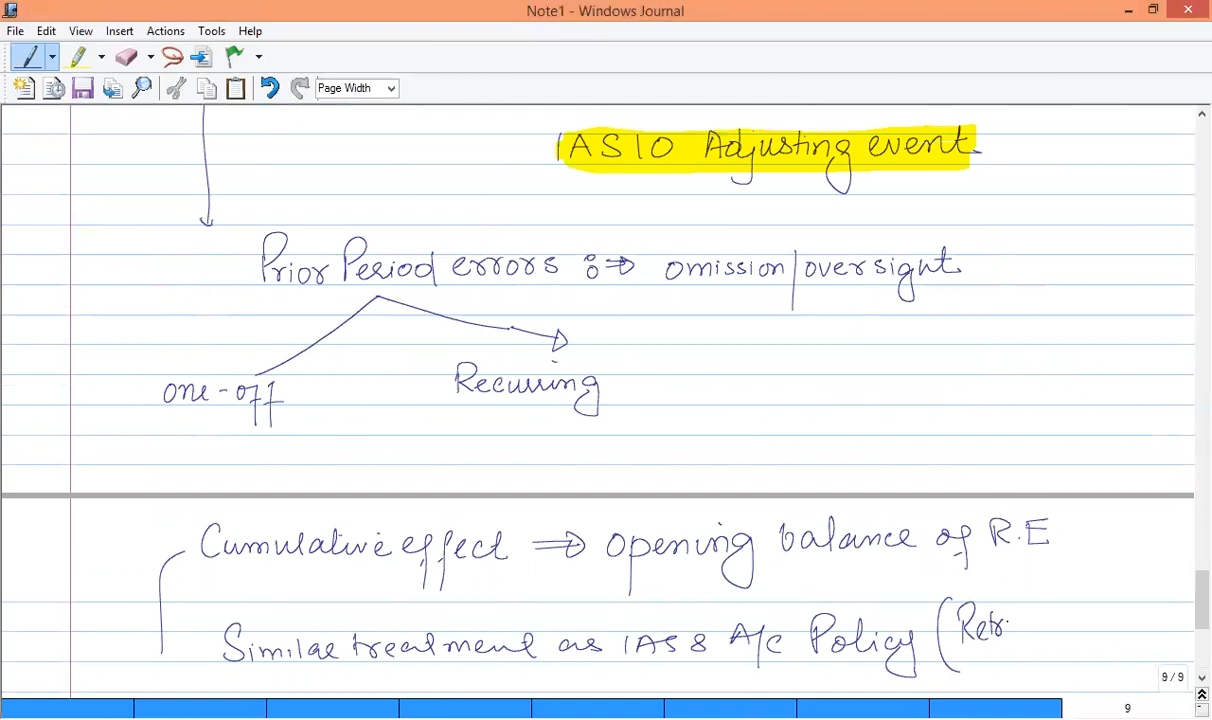 Note1 - Windows Journal
File Edit View Insert Actions Tools Help
Page Width
IAS 10 Adjusting event
Prior Period errors :⇒ omission/oversight
one-off Recurring
Cumulative effect ⇒ opening balance of R.E
Similar treatment as IAS 8 A/c Policy (Retr
9 / 9
9